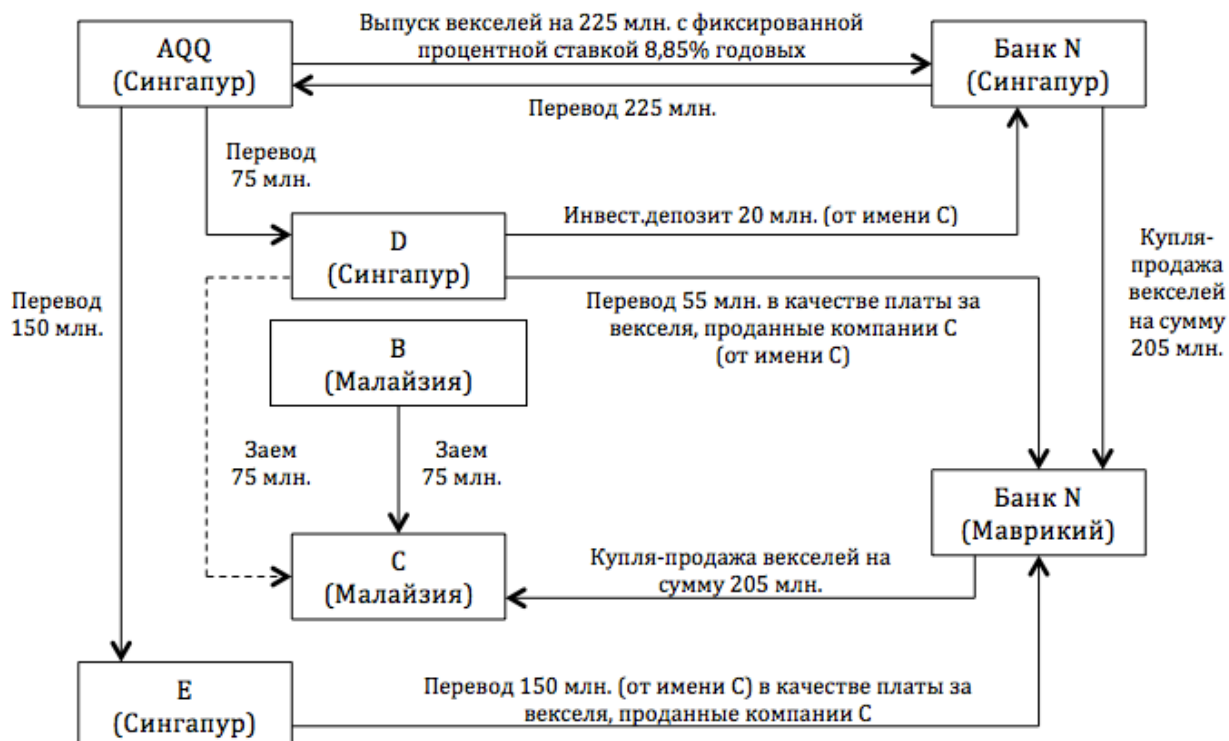 Выпуск векселей на 225 млн. с фиксированной
процентной ставкой 8,85% годовых
AQQ
(Сингапур)
Банк N
(Сингапур)
Перевод 225 млн.
Перевод
75 млн.
D
(Сингапур)
Инвест.депозит 20 млн. (от имени С)
Купля-
продажа
векселей
на сумму
205 млн.
Перевод
150 млн.
Перевод 55 млн. в качестве платы за
векселя, проданные компании С
(от имени С)
B
(Малайзия)
Заем
75 млн.
Заем
75 млн.
Банк N
(Маврикий)
C
(Малайзия)
Купля-продажа векселей на
сумму 205 млн.
E
(Сингапур)
Перевод 150 млн. (от имени С) в качестве платы за
векселя, проданные компании С